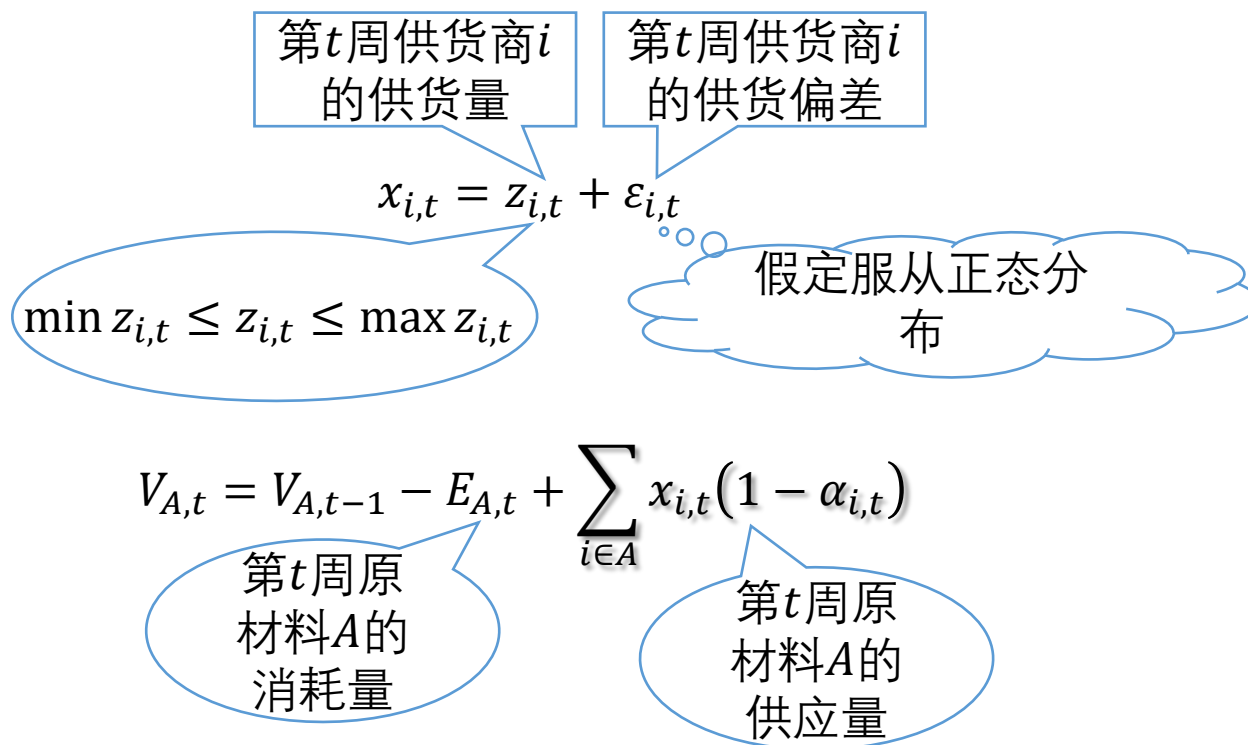 第t周供货商i
的供货量
第t周供货商i
的供货偏差
x_{i,t} = z_{i,t} + ε_{i,t}
min z_{i,t} ≤ z_{i,t} ≤ max z_{i,t}
假定服从正态分
布
V_{A,t} = V_{A,t−1} − E_{A,t} + ∑_{i∈A} x_{i,t}(1 − α_{i,t})
第t周原
材料A的
消耗量
第t周原
材料A的
供应量